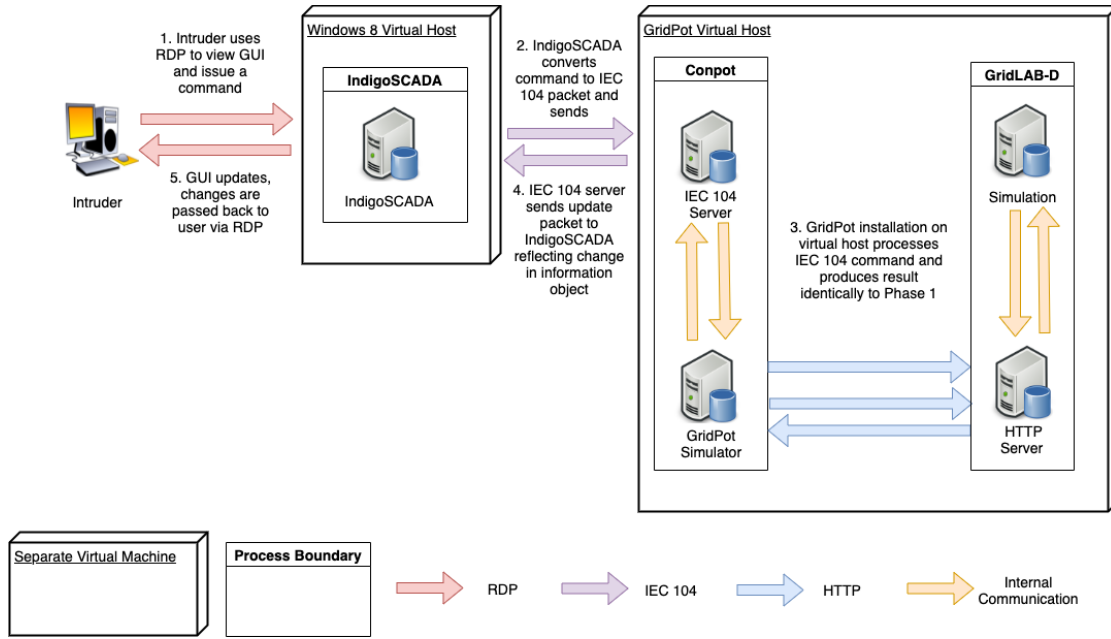 1. Intruder uses
RDP to view GUI
and issue a
command
Intruder
5. GUI updates,
changes are
passed back to
user via RDP
Windows 8 Virtual Host
IndigoSCADA
IndigoSCADA
2. IndigoSCADA
converts
command to IEC
104 packet and
sends
4. IEC 104 server
sends update
packet to
IndigoSCADA
reflecting change
in information
object
GridPot Virtual Host
Conpot
IEC 104
Server
GridPot
Simulator
3. GridPot installation on
virtual host processes
IEC 104 command and
produces result
identically to Phase 1
GridLAB-D
Simulation
HTTP
Server
Separate Virtual Machine
Process Boundary
RDP
IEC 104
HTTP
Internal
Communication